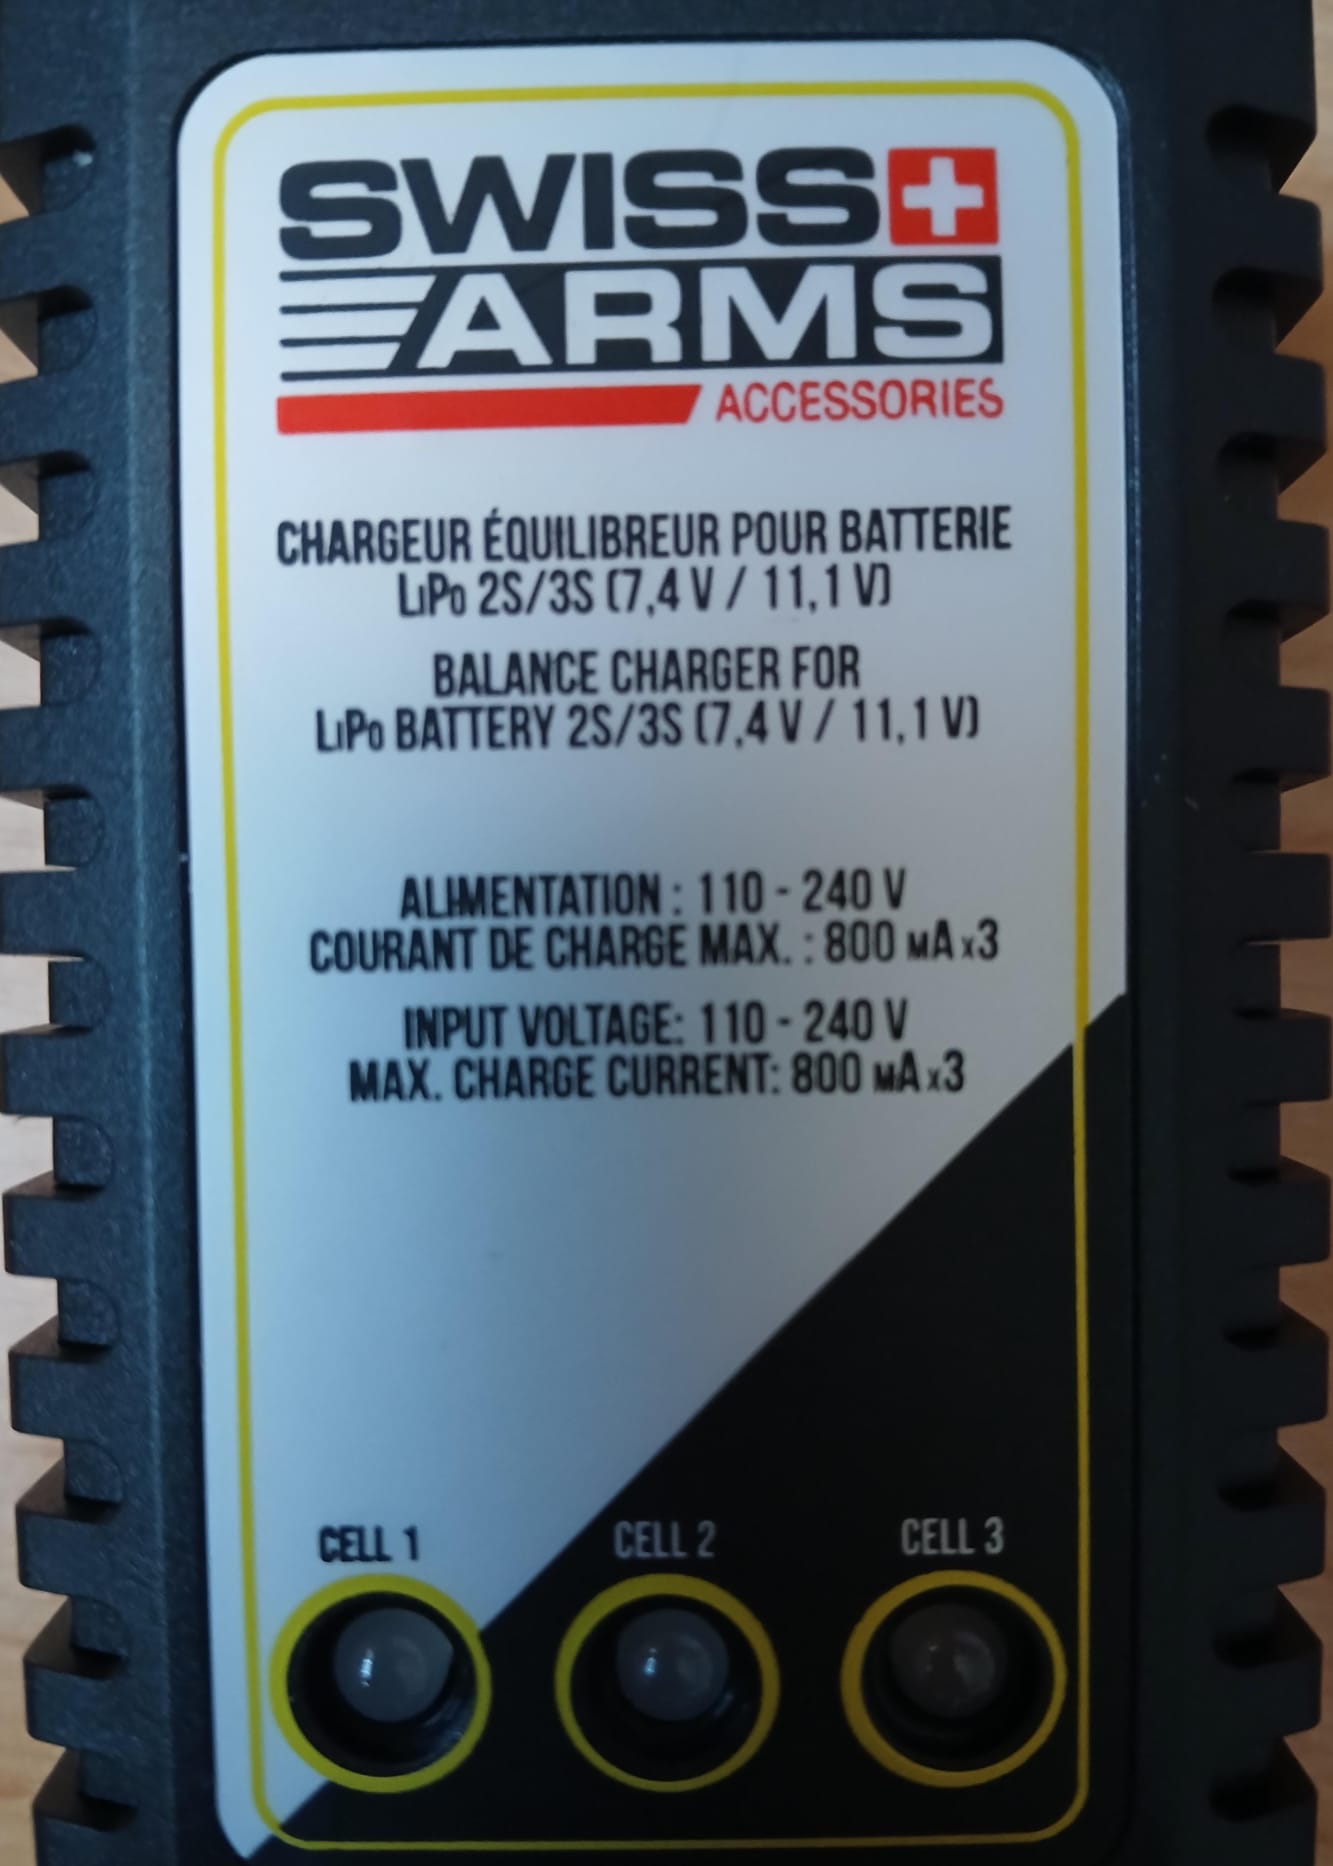 SWISS
ARMS
ACCESSORIES
CHARGEUR ÉQUILIBREUR POUR BATTERIE
LiPo 2S/3S (7,4 V / 11,1 V)
BALANCE CHARGER FOR
LiPo BATTERY 2S/3S (7,4 V / 11,1 V)
ALIMENTATION : 110 - 240 V
COURANT DE CHARGE MAX. : 800 mA x3
INPUT VOLTAGE: 110 - 240 V
MAX. CHARGE CURRENT: 800 mA x3
CELL 1 CELL 2 CELL 3